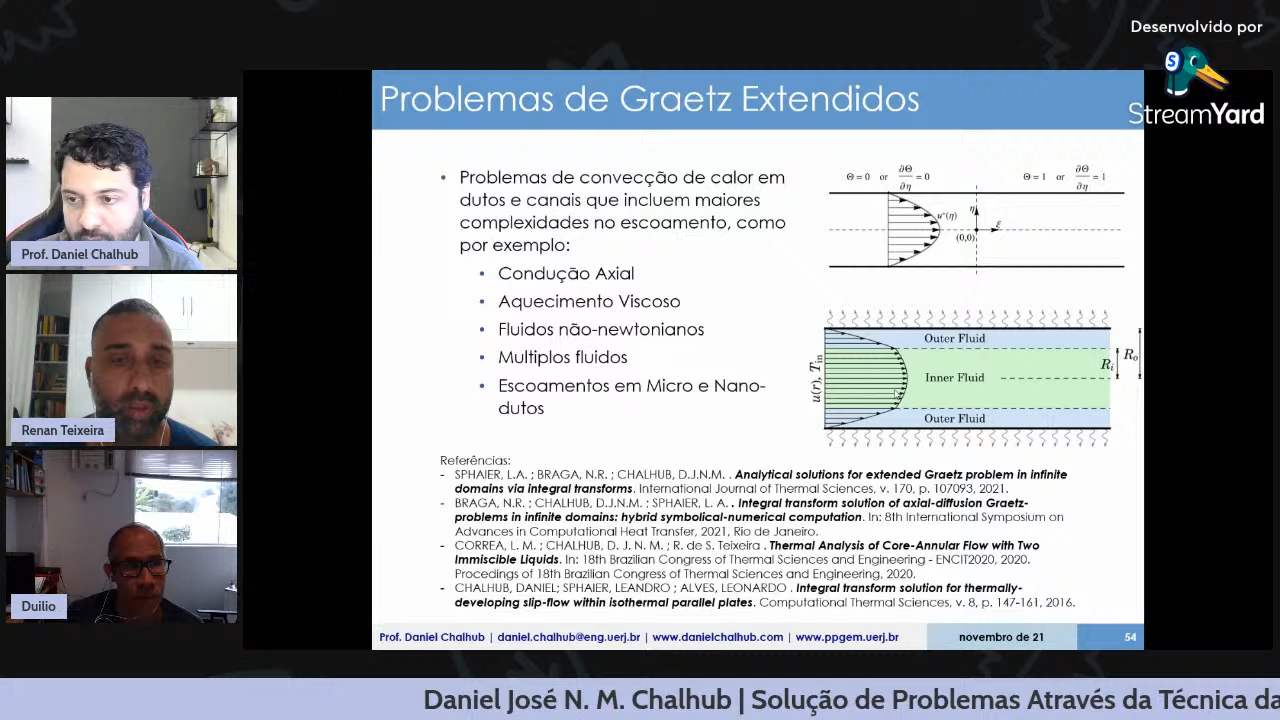 Desenvolvido por
S
StreamYard
Problemas de Graetz Extendidos
• Problemas de convecção de calor em
dutos e canais que incluem maiores
complexidades no escoamento, como
por exemplo:
• Condução Axial
• Aquecimento Viscoso
• Fluidos não-newtonianos
• Multiplos fluidos
• Escoamentos em Micro e Nano-
dutos
Θ = 0 or ∂Θ/∂η = 0
Θ = 1 or ∂Θ/∂η = 1
u*(η)
η
ξ
(0,0)
u(r), T_in
Outer Fluid
Inner Fluid
Outer Fluid
R_i
R_o
Referências:
- SPHAIER, L.A. ; BRAGA, N.R. ; CHALHUB, D.J.N.M. . Analytical solutions for extended Graetz problem in infinite
domains via integral transforms. International Journal of Thermal Sciences, v. 170, p. 107093, 2021.
- BRAGA, N.R. ; CHALHUB, D.J.N.M. ; SPHAIER, L. A. . Integral transform solution of axial-diffusion Graetz-
problems in infinite domains: hybrid symbolical-numerical computation. In: 8th International Symposium on
Advances in Computational Heat Transfer, 2021, Rio de Janeiro.
- CORREA, L. M. ; CHALHUB, D. J. N. M. ; R. de S. Teixeira . Thermal Analysis of Core-Annular Flow with Two
Immiscible Liquids. In: 18th Brazilian Congress of Thermal Sciences and Engineering - ENCIT2020, 2020.
Procedings of 18th Brazilian Congress of Thermal Sciences and Engineering, 2020.
- CHALHUB, DANIEL; SPHAIER, LEANDRO ; ALVES, LEONARDO . Integral transform solution for thermally-
developing slip-flow within isothermal parallel plates. Computational Thermal Sciences, v. 8, p. 147-161, 2016.
Prof. Daniel Chalhub | daniel.chalhub@eng.uerj.br | www.danielchalhub.com | www.ppgem.uerj.br
novembro de 21
54
Prof. Daniel Chalhub
Renan Teixeira
Duilio
Daniel José N. M. Chalhub | Solução de Problemas Através da Técnica da